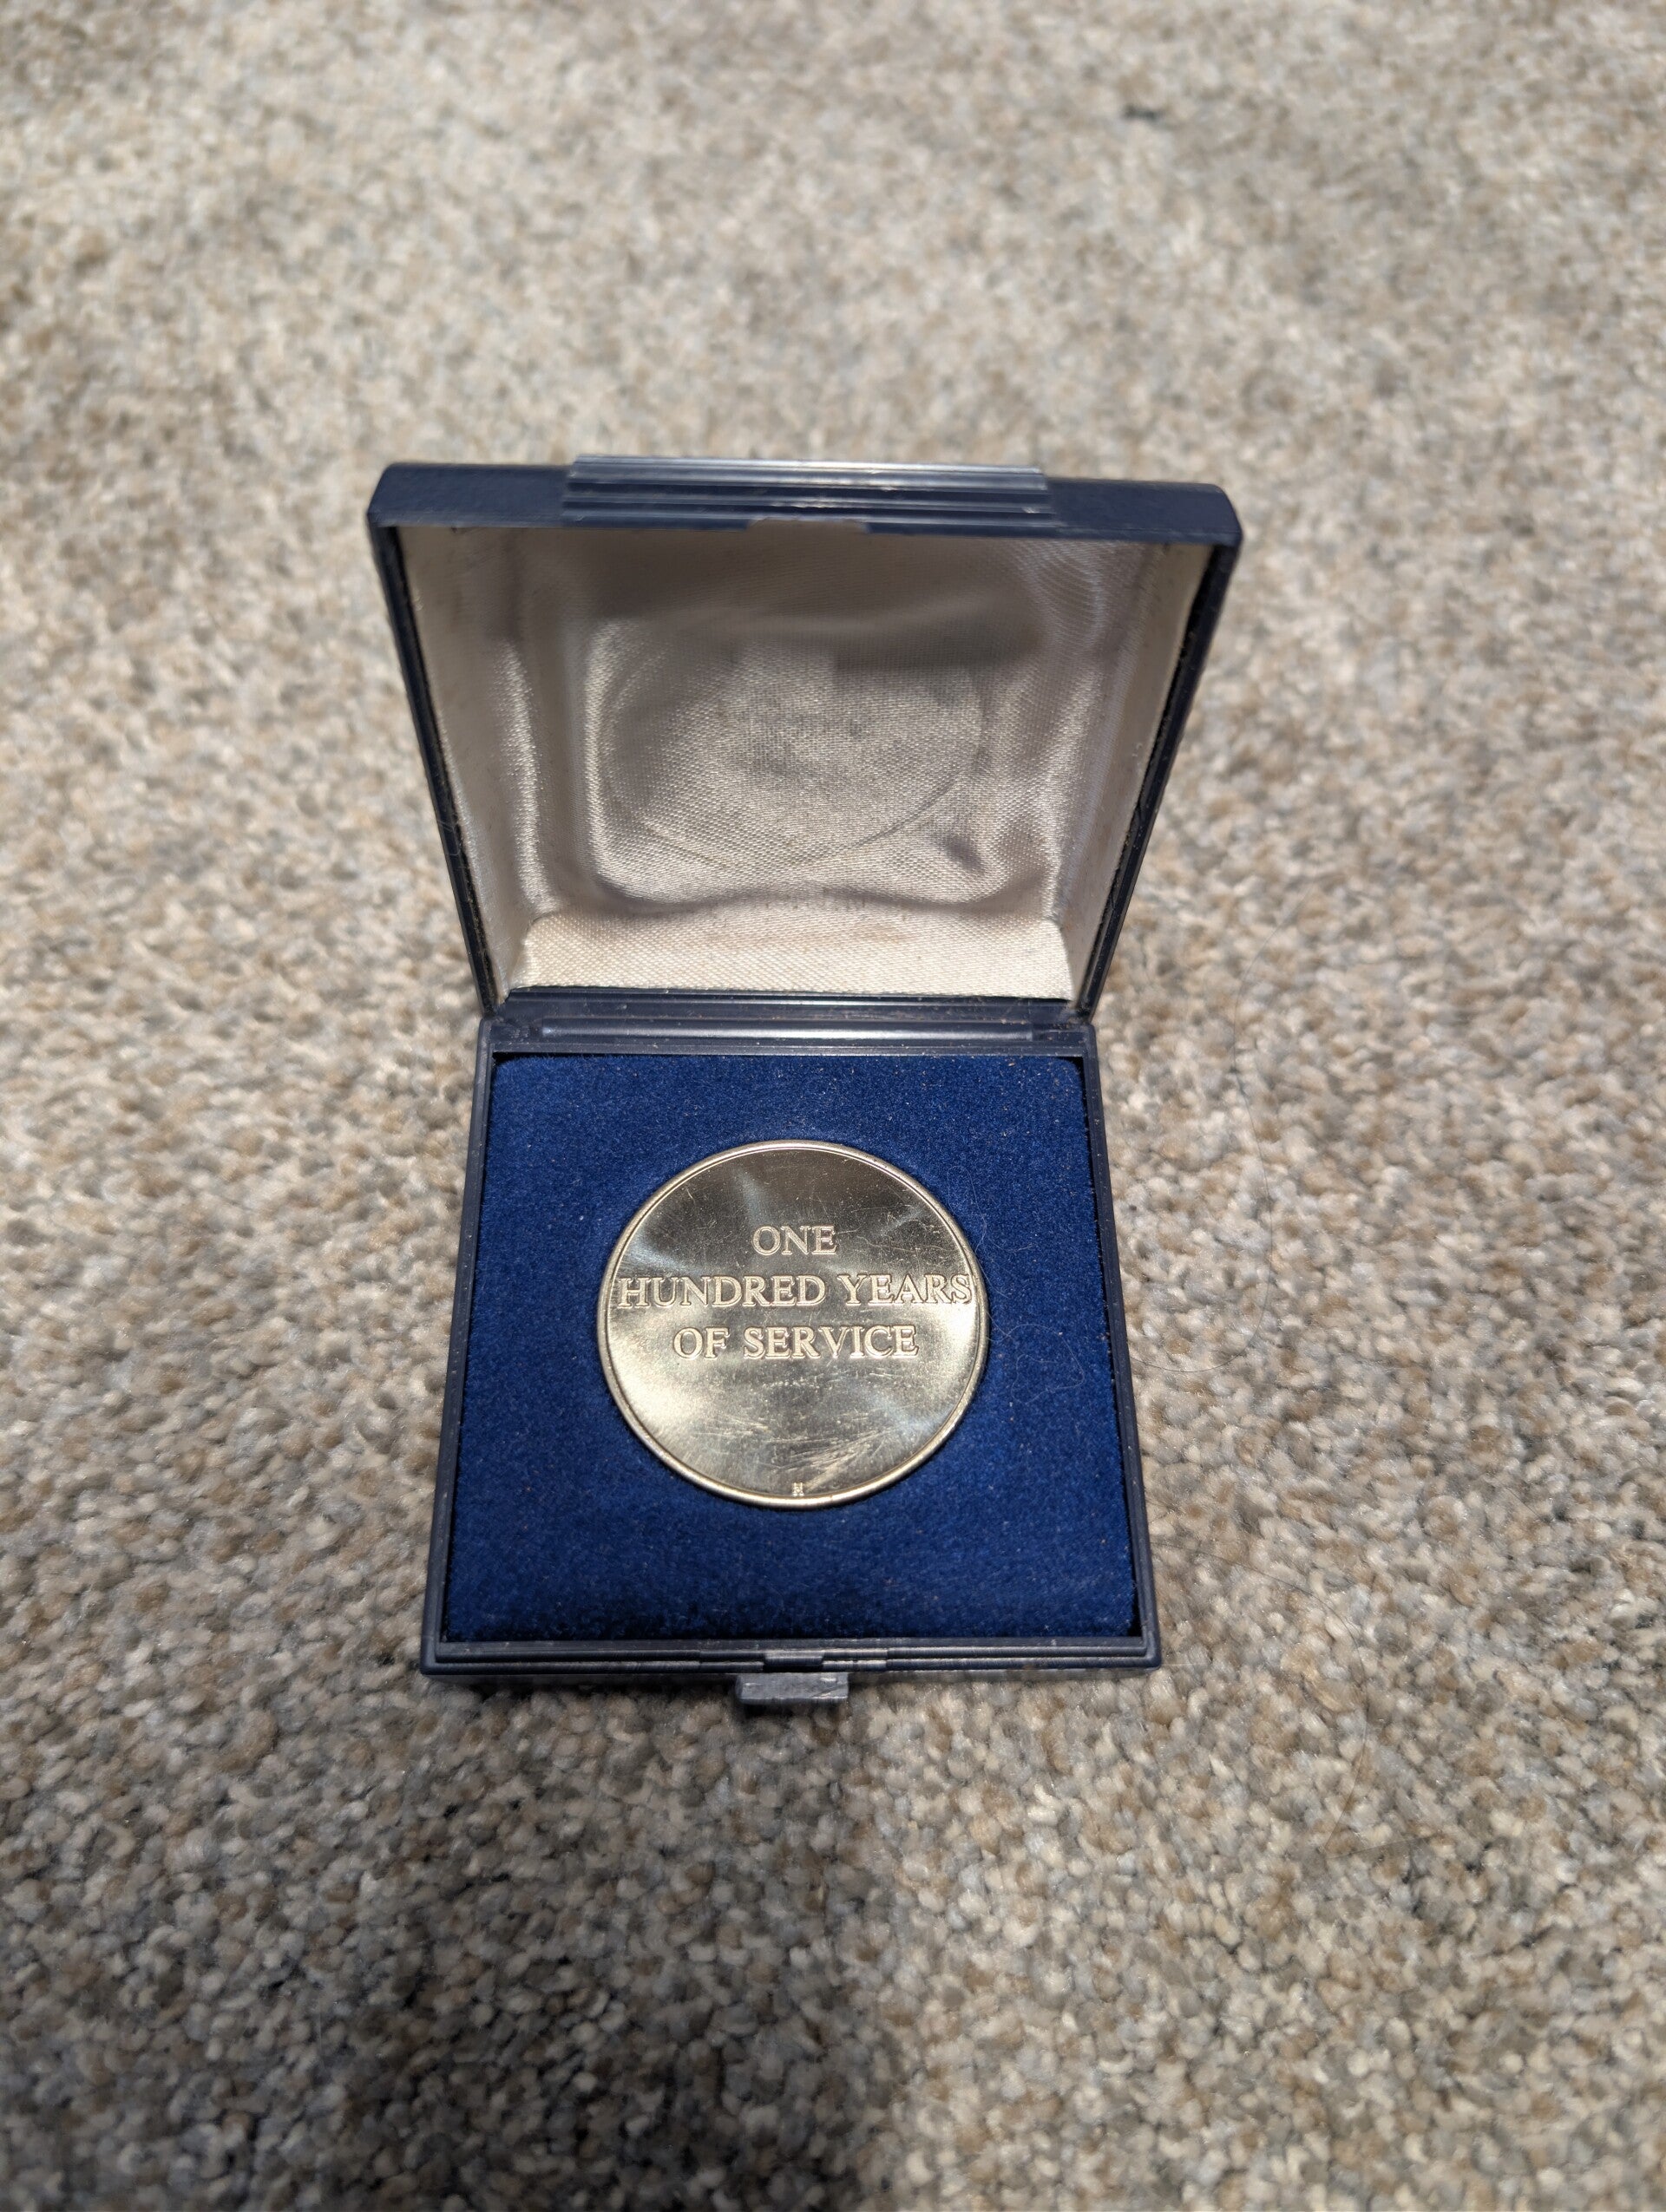 ONE
HUNDRED YEARS
OF SERVICE
H